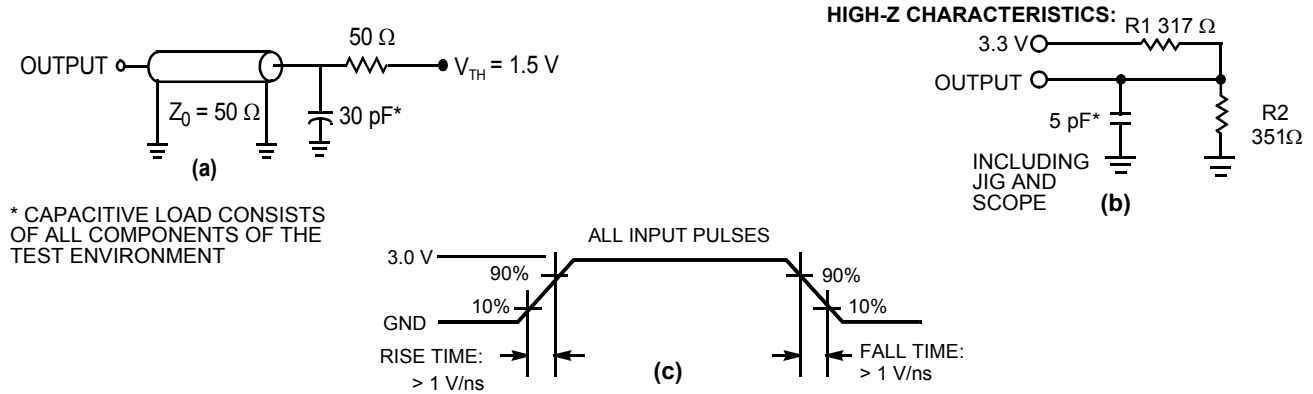 50 Ω
OUTPUT
V_TH = 1.5 V
Z_0 = 50 Ω
30 pF*
(a)
* CAPACITIVE LOAD CONSISTS
OF ALL COMPONENTS OF THE
TEST ENVIRONMENT
HIGH-Z CHARACTERISTICS:
R1 317 Ω
3.3 V
OUTPUT
5 pF*
R2
351Ω
INCLUDING
JIG AND
SCOPE
(b)
ALL INPUT PULSES
3.0 V
90%
90%
10%
10%
GND
RISE TIME:
> 1 V/ns
FALL TIME:
> 1 V/ns
(c)